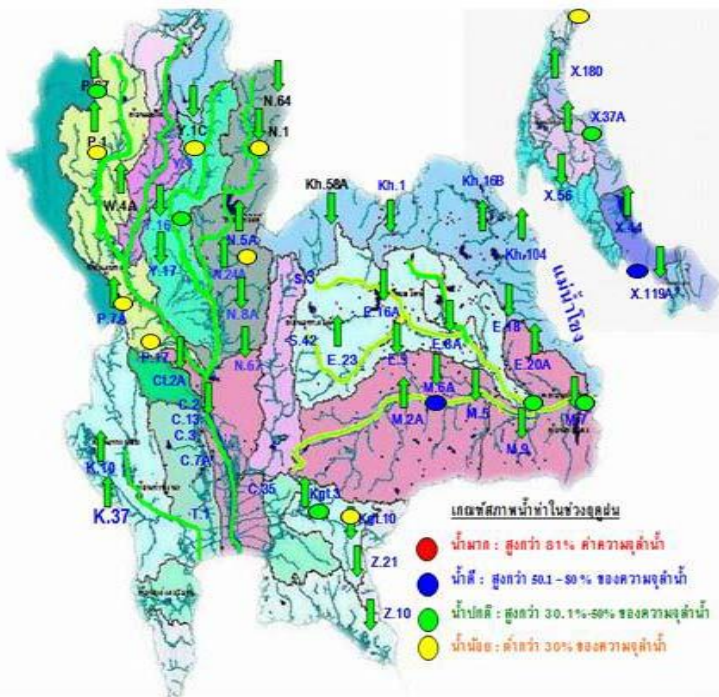 X.180
P.67
N.64
Y.1C
N.1
X.37A
P.1
Kh.58A
Kh.1
Kh.16B
X.56
W.4A
X.44
Y.16
N.5A
Kh.104
Y.17
N.24A
S.3
X.119A
แม่น้ำโขง
P.7A
N.8A
E.16A
E.18
S.42
E.8A
P.17
E.23
E.9
E.20A
N.67
Ct.2A
M.6A
C.2
M.2A
M.5
M.7
C.13
M.9
C.3
C.7A
K.10
C.35
Kgt.3
K.37
T.1
Kgt.10
เกณฑ์สภาพน้ำท่าในช่วงฤดูฝน
น้ำมาก : สูงกว่า 81% ค่าความจุลำน้ำ
Z.21
น้ำดี : สูงกว่า 50.1 - 80 % ของความจุลำน้ำ
Z.10
น้ำปกติ : สูงกว่า 30.1%-50% ของความจุลำน้ำ
น้ำน้อย : ต่ำกว่า 30% ของความจุลำน้ำ